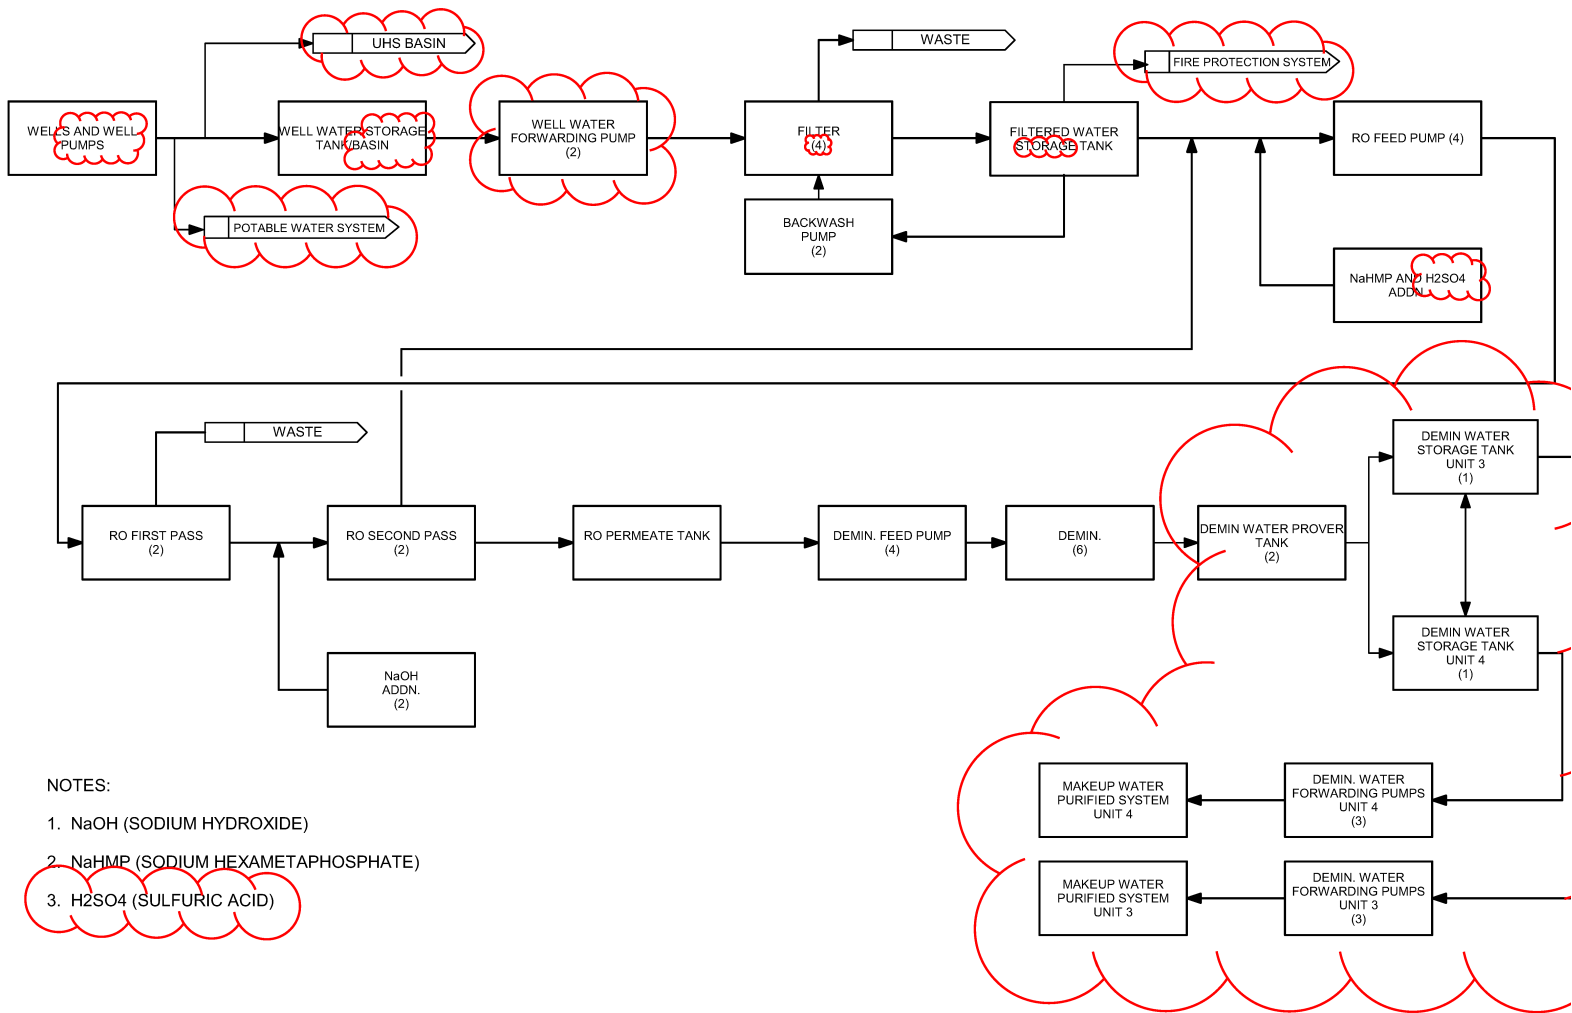 UHS BASIN
WASTE
FIRE PROTECTION SYSTEM
WELLS AND WELL
PUMPS
WELL WATER STORAGE
TANK/BASIN
WELL WATER
FORWARDING PUMP
(2)
FILTER
(4)
FILTERED WATER
STORAGE TANK
RO FEED PUMP (4)
POTABLE WATER SYSTEM
BACKWASH
PUMP
(2)
NaHMP AND H2SO4
ADDN
WASTE
DEMIN WATER
STORAGE TANK
UNIT 3
(1)
RO FIRST PASS
(2)
RO SECOND PASS
(2)
RO PERMEATE TANK
DEMIN. FEED PUMP
(4)
DEMIN.
(6)
DEMIN WATER PROVER
TANK
(2)
DEMIN WATER
STORAGE TANK
UNIT 4
(1)
NaOH
ADDN.
(2)
MAKEUP WATER
PURIFIED SYSTEM
UNIT 4
DEMIN. WATER
FORWARDING PUMPS
UNIT 4
(3)
MAKEUP WATER
PURIFIED SYSTEM
UNIT 3
DEMIN. WATER
FORWARDING PUMPS
UNIT 3
(3)
NOTES:
1. NaOH (SODIUM HYDROXIDE)
2. NaHMP (SODIUM HEXAMETAPHOSPHATE)
3. H2SO4 (SULFURIC ACID)